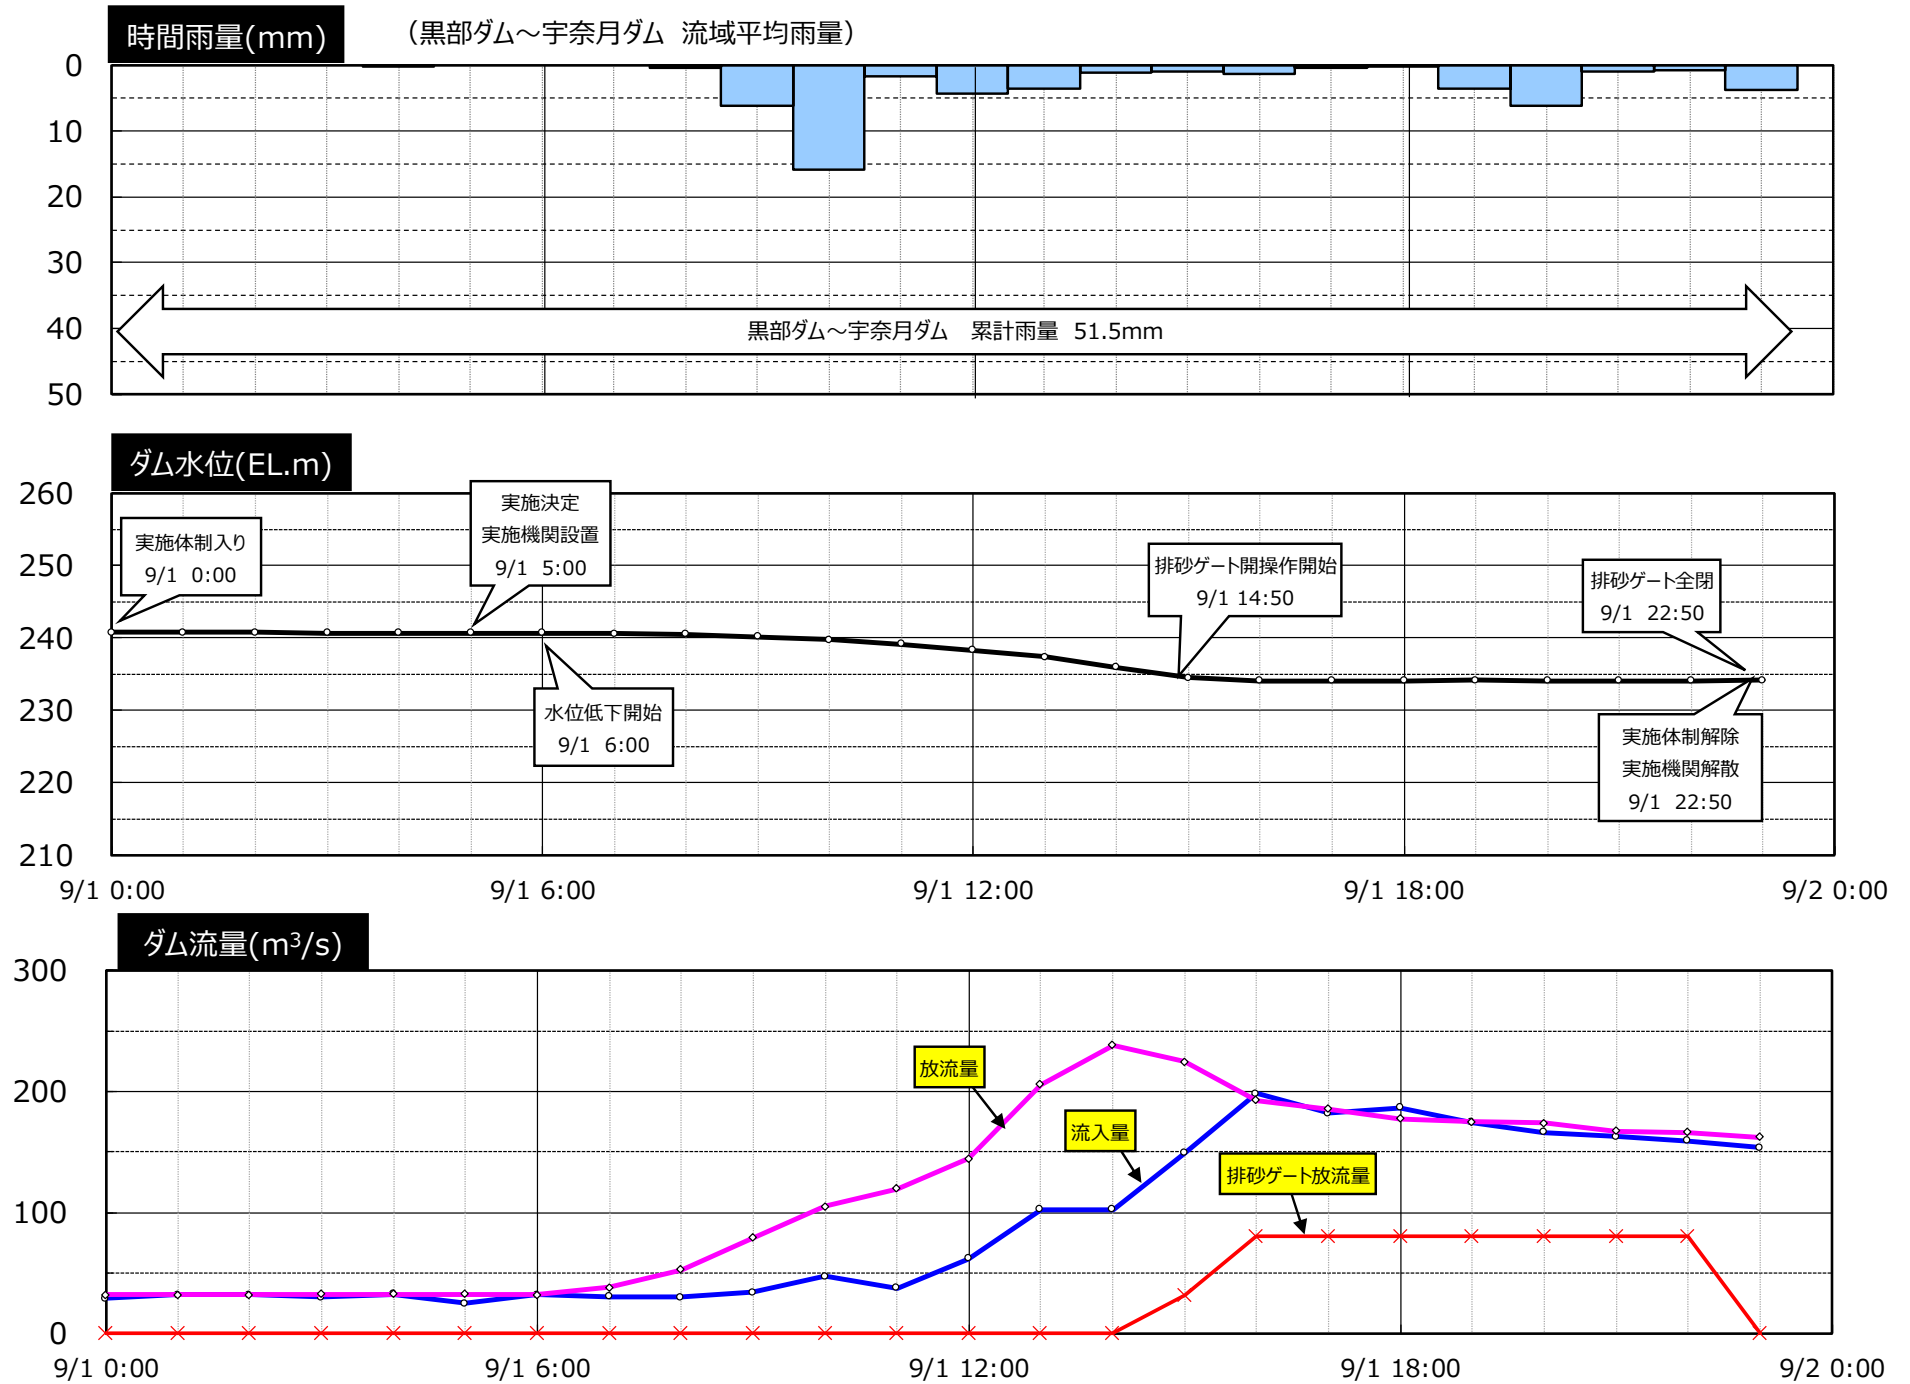 時間雨量(mm)
（黒部ダム～宇奈月ダム 流域平均雨量）
0
10
20
30
40
50
黒部ダム～宇奈月ダム 累計雨量 51.5mm
ダム水位(EL.m)
260
250
240
230
220
210
実施体制入り
9/1 0:00
実施決定
実施機関設置
9/1 5:00
水位低下開始
9/1 6:00
排砂ゲート開操作開始
9/1 14:50
排砂ゲート全閉
9/1 22:50
実施体制解除
実施機関解散
9/1 22:50
9/1 0:00
9/1 6:00
9/1 12:00
9/1 18:00
9/2 0:00
ダム流量(m³/s)
300
200
100
0
放流量
流入量
排砂ゲート放流量
9/1 0:00
9/1 6:00
9/1 12:00
9/1 18:00
9/2 0:00